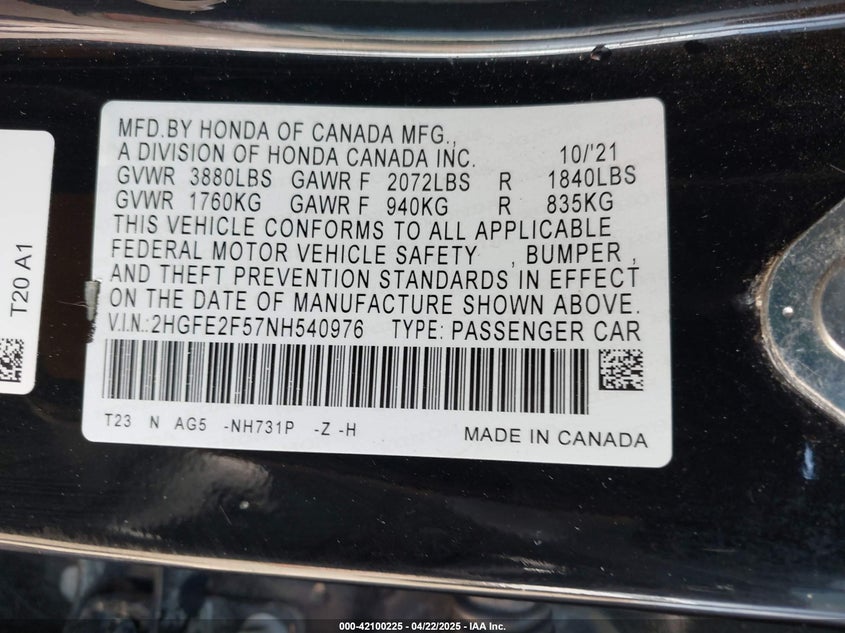 MFD.BY HONDA OF CANADA MFG.,
A DIVISION OF HONDA CANADA INC. 10/'21
GVWR 3880LBS GAWR F 2072LBS R 1840LBS
GVWR 1760KG GAWR F 940KG R 835KG
THIS VEHICLE CONFORMS TO ALL APPLICABLE
FEDERAL MOTOR VEHICLE SAFETY , BUMPER ,
AND THEFT PREVENTION STANDARDS IN EFFECT
ON THE DATE OF MANUFACTURE SHOWN ABOVE.
V.I.N.:2HGFE2F57NH540976 TYPE: PASSENGER CAR
T23 N AG5 -NH731P -Z -H
MADE IN CANADA
T20 A1
000-42100225 - 04/22/2025 - IAA Inc.